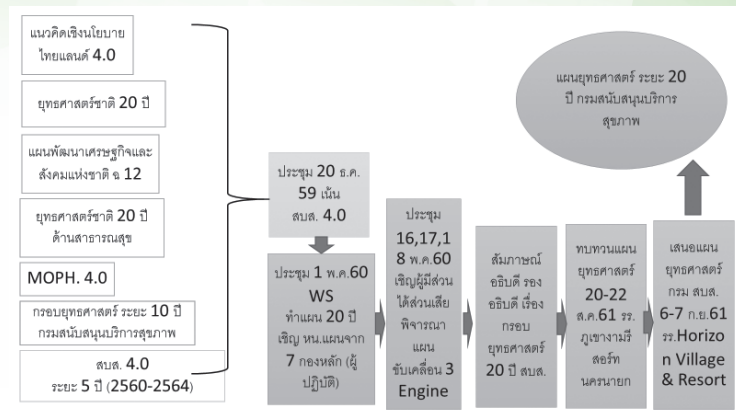 แนวคิดเชิงนโยบาย
ไทยแลนด์ 4.0
ยุทธศาสตร์ชาติ 20 ปี
แผนพัฒนาเศรษฐกิจและ
สังคมแห่งชาติ ฉ 12
ยุทธศาสตร์ชาติ 20 ปี
ด้านสาธารณสุข
MOPH. 4.0
กรอบยุทธศาสตร์ ระยะ 10 ปี
กรมสนับสนุนบริการสุขภาพ
สบส. 4.0
ระยะ 5 ปี (2560-2564)
ประชุม 20 ธ.ค.
59 เน้น
สบส. 4.0
ประชุม 1 พ.ค.60
WS
ทำแผน 20 ปี
เชิญ หน.แผนจาก
7 กองหลัก (ผู้
ปฏิบัติ)
ประชุม
16,17,1
8 พ.ค.60
เชิญผู้มีส่วน
ได้ส่วนเสีย
พิจารณา
แผน
ขับเคลื่อน 3
Engine
สัมภาษณ์
อธิบดี รอง
อธิบดี เรื่อง
กรอบ
ยุทธศาสตร์
20 ปี สบส.
ทบทวนแผน
ยุทธศาสตร์
20-22
ส.ค.61 รร.
ภูเขางามรี
สอร์ท
นครนายก
เสนอแผน
ยุทธศาสตร์
กรม สบส.
6-7 ก.ย.61
รร.Horizo
n Village
& Resort
แผนยุทธศาสตร์ ระยะ 20
ปี กรมสนับสนุนบริการ
สุขภาพ